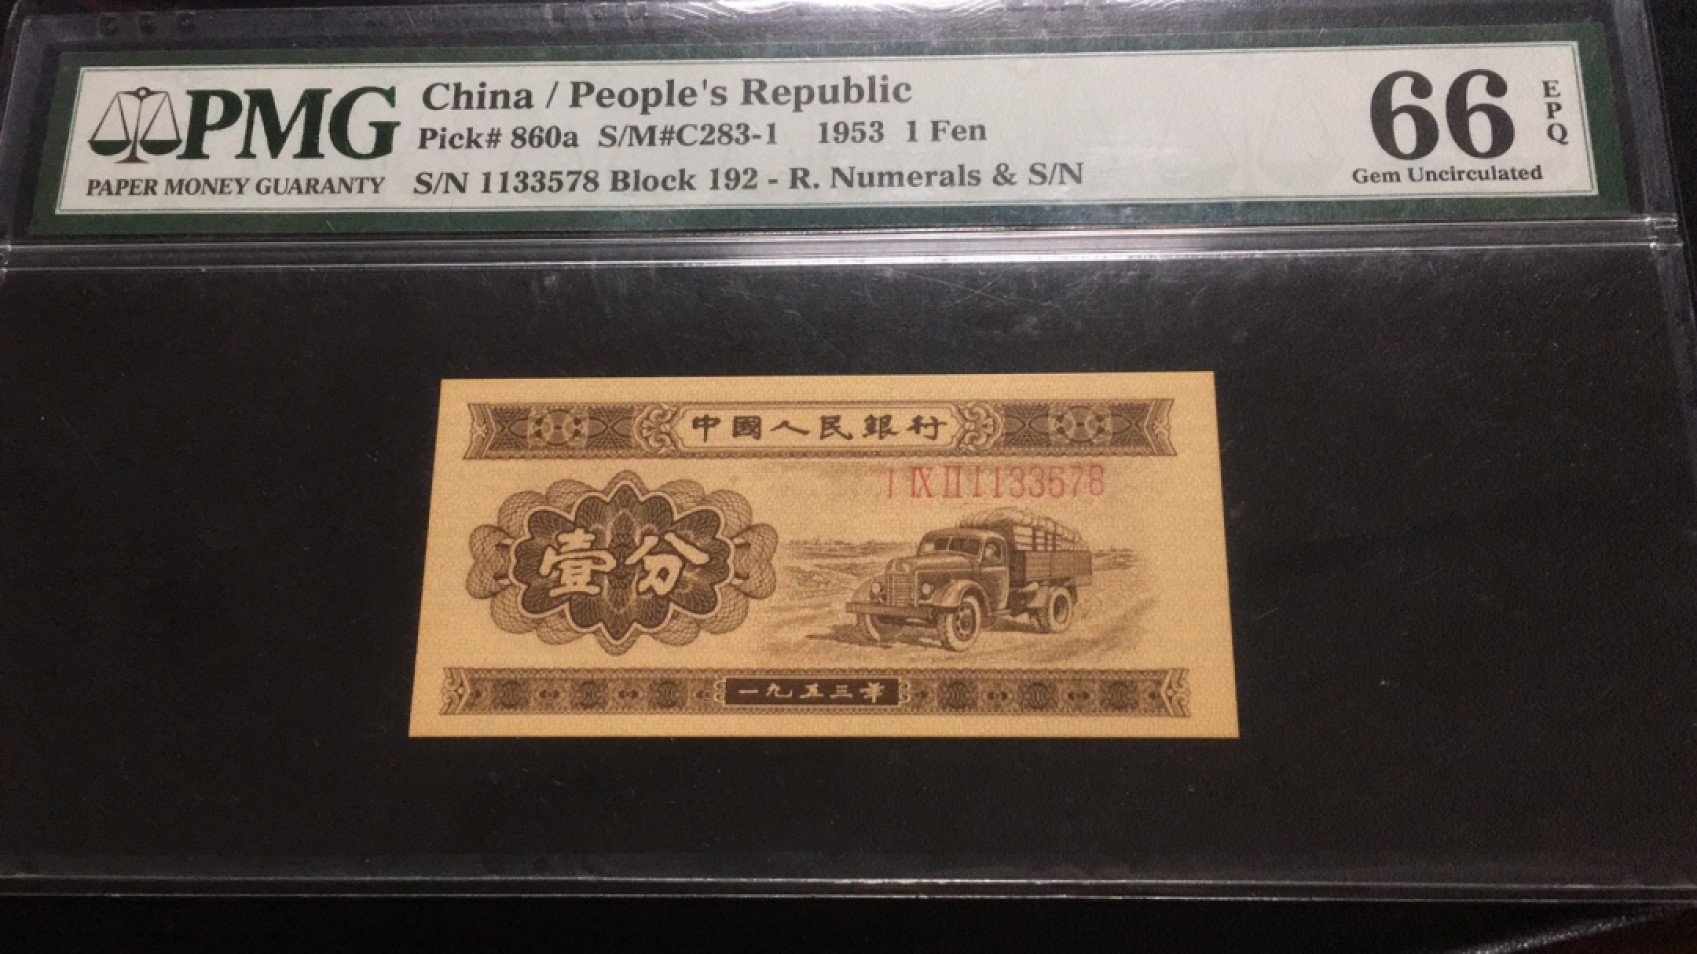 PMG
PAPER MONEY GUARANTY
China / People's Republic
Pick# 860a S/M#C283-1 1953 1 Fen
S/N 1133578 Block 192 - R. Numerals & S/N
66
EPQ
Gem Uncirculated
中國人民銀行
I IX II 1133578
壹分
一九五三年